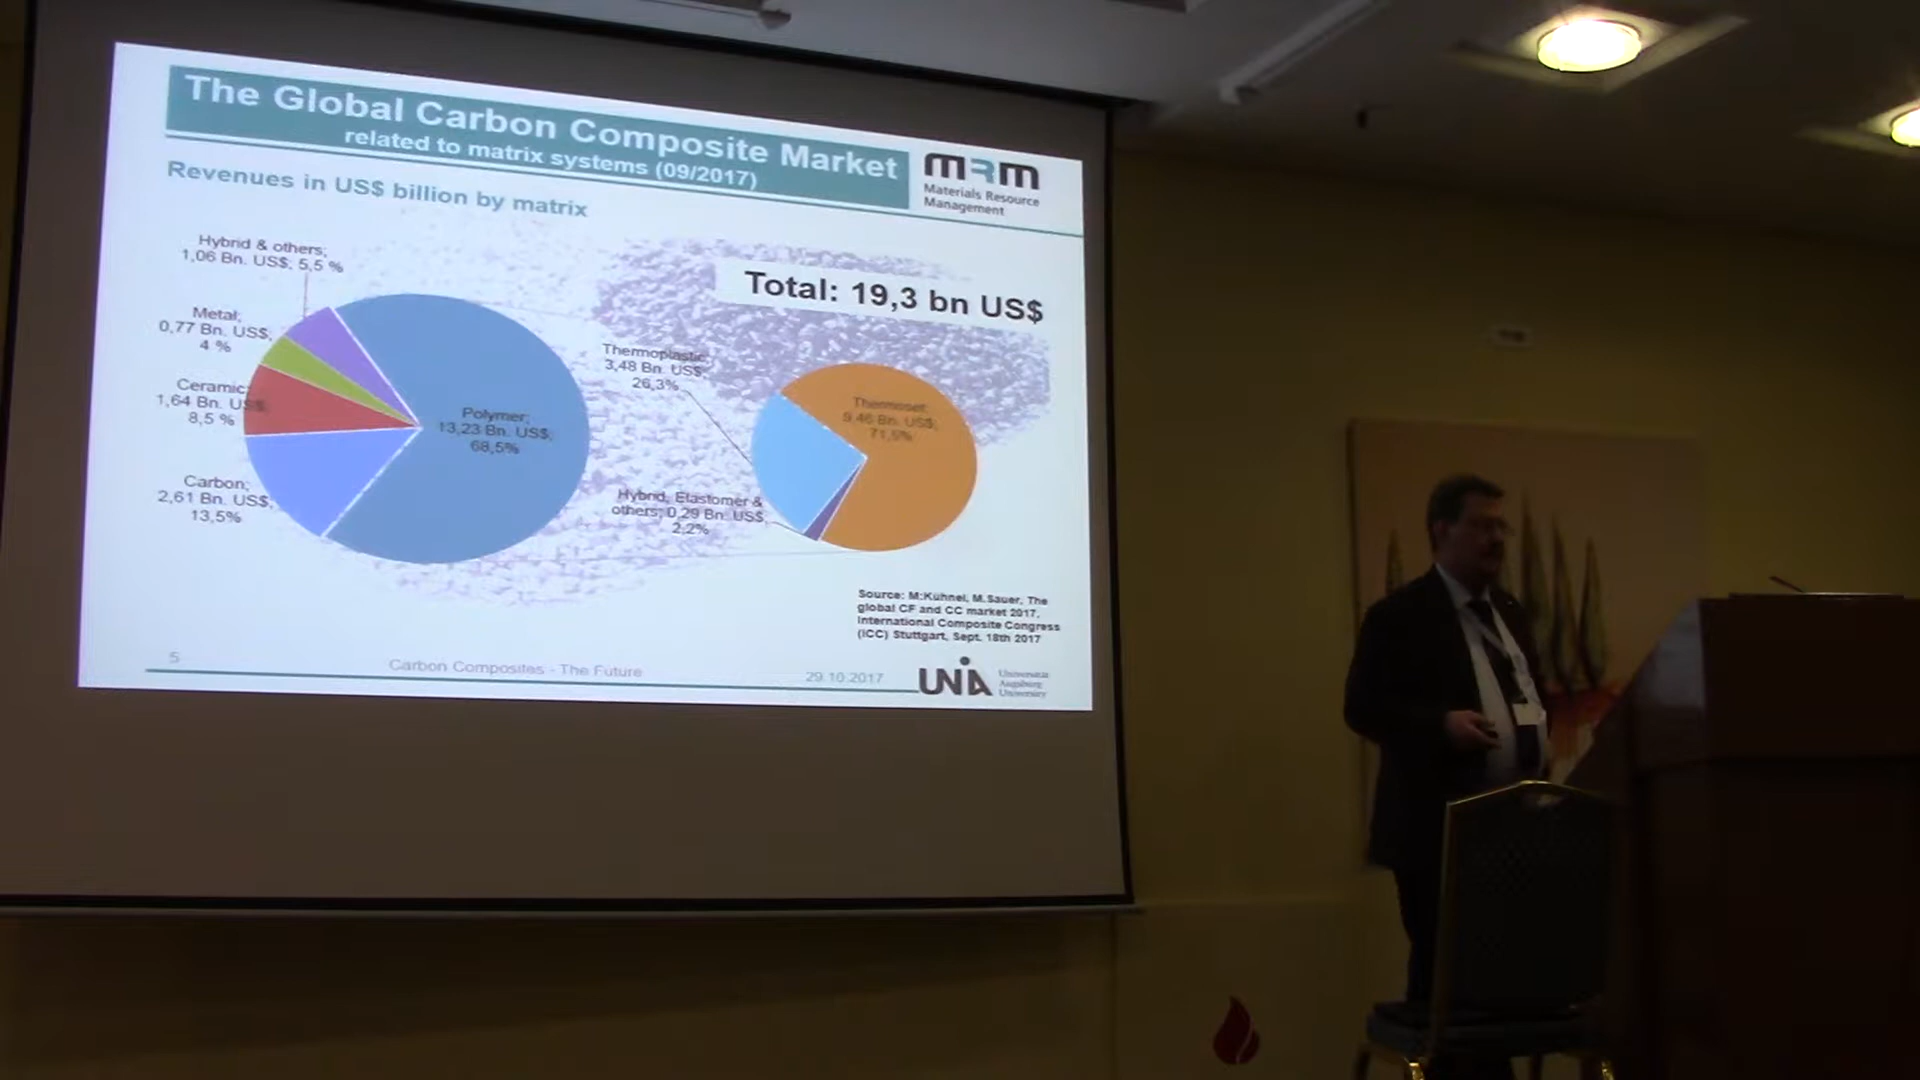 The Global Carbon Composite Market
related to matrix systems (09/2017)
MRM
Materials Resource
Management
Revenues in US$ billion by matrix
Total: 19,3 bn US$
Hybrid & others;
1,06 Bn. US$; 5,5 %
Metal;
0,77 Bn. US$;
4 %
Ceramic;
1,64 Bn. US$;
8,5 %
Carbon;
2,61 Bn. US$;
13,5%
Polymer;
13,23 Bn. US$;
68,5%
Thermoplastic;
3,48 Bn. US$;
26,3%
Thermoset;
9,46 Bn. US$;
71,5%
Hybrid, Elastomer &
others; 0,29 Bn. US$;
2,2%
Source: M.Kühnel, M.Sauer, The
global CF and CC market 2017,
International Composite Congress
(ICC) Stuttgart, Sept. 18th 2017
5
Carbon Composites - The Future
29.10.2017
UNIA
Universität
Augsburg
University